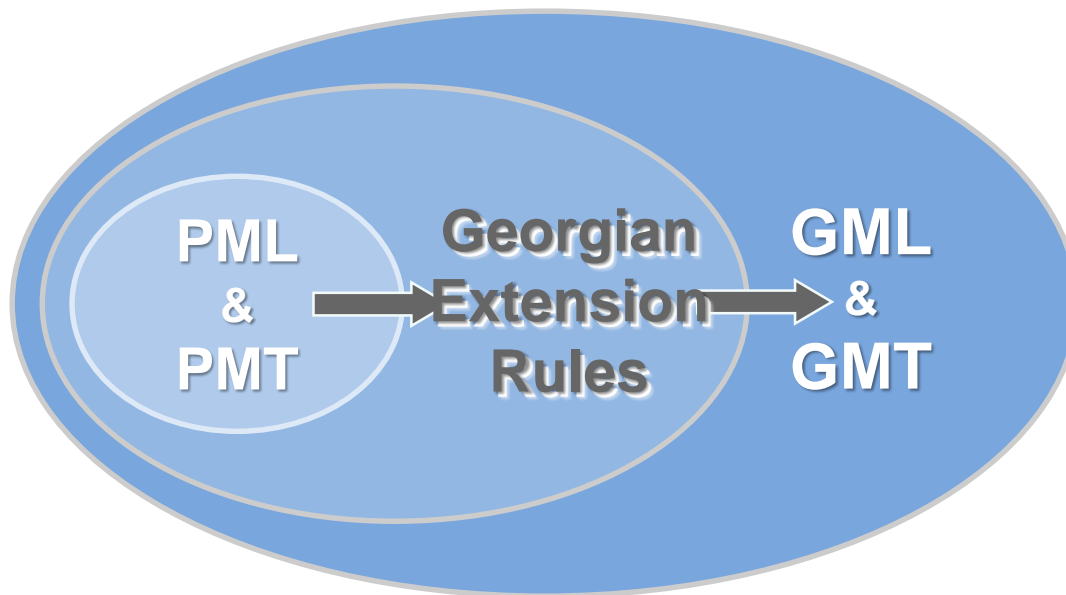 PML
&
PMT
Georgian
Extension
Rules
GML
&
GMT